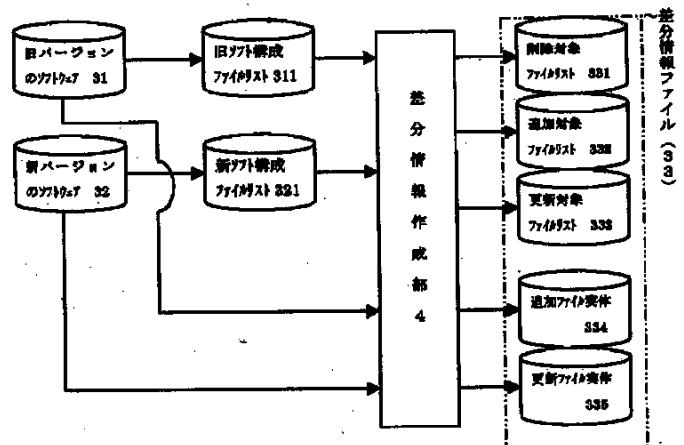 旧バージョン
のソフトウェア 31
旧ソフト構成
ファイルリスト 311
新バージョン
のソフトウェア 32
新ソフト構成
ファイルリスト 321
差分情報作成部4
削除対象
ファイルリスト 331
追加対象
ファイルリスト 332
更新対象
ファイルリスト 333
追加ファイル実体
334
更新ファイル実体
335
差分情報ファイル(33)